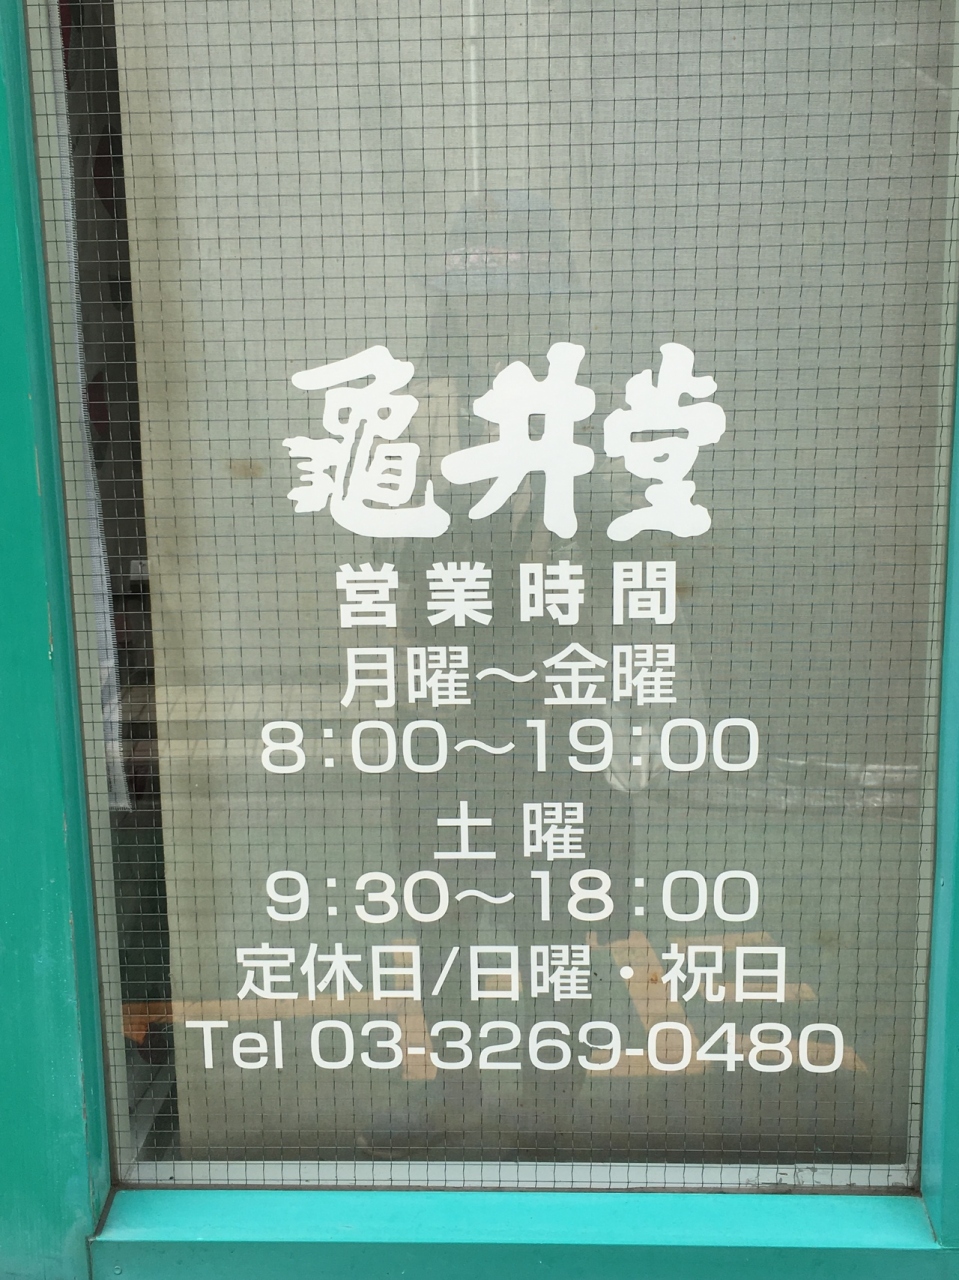 亀井堂
営業時間
月曜～金曜
8:00～19:00
土曜
9:30～18:00
定休日/日曜・祝日
Tel 03-3269-0480